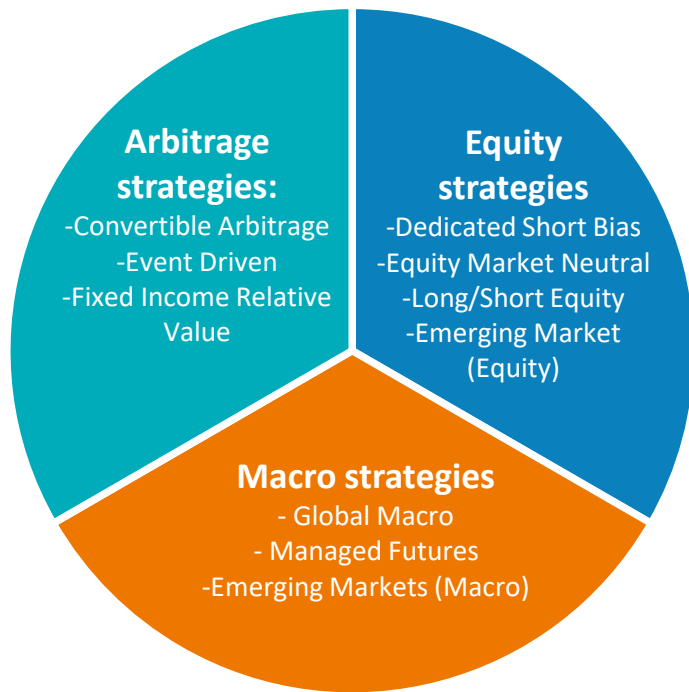 Arbitrage
strategies:
-Convertible Arbitrage
-Event Driven
-Fixed Income Relative
Value
Equity
strategies
-Dedicated Short Bias
-Equity Market Neutral
-Long/Short Equity
-Emerging Market
(Equity)
Macro strategies
- Global Macro
- Managed Futures
-Emerging Markets (Macro)